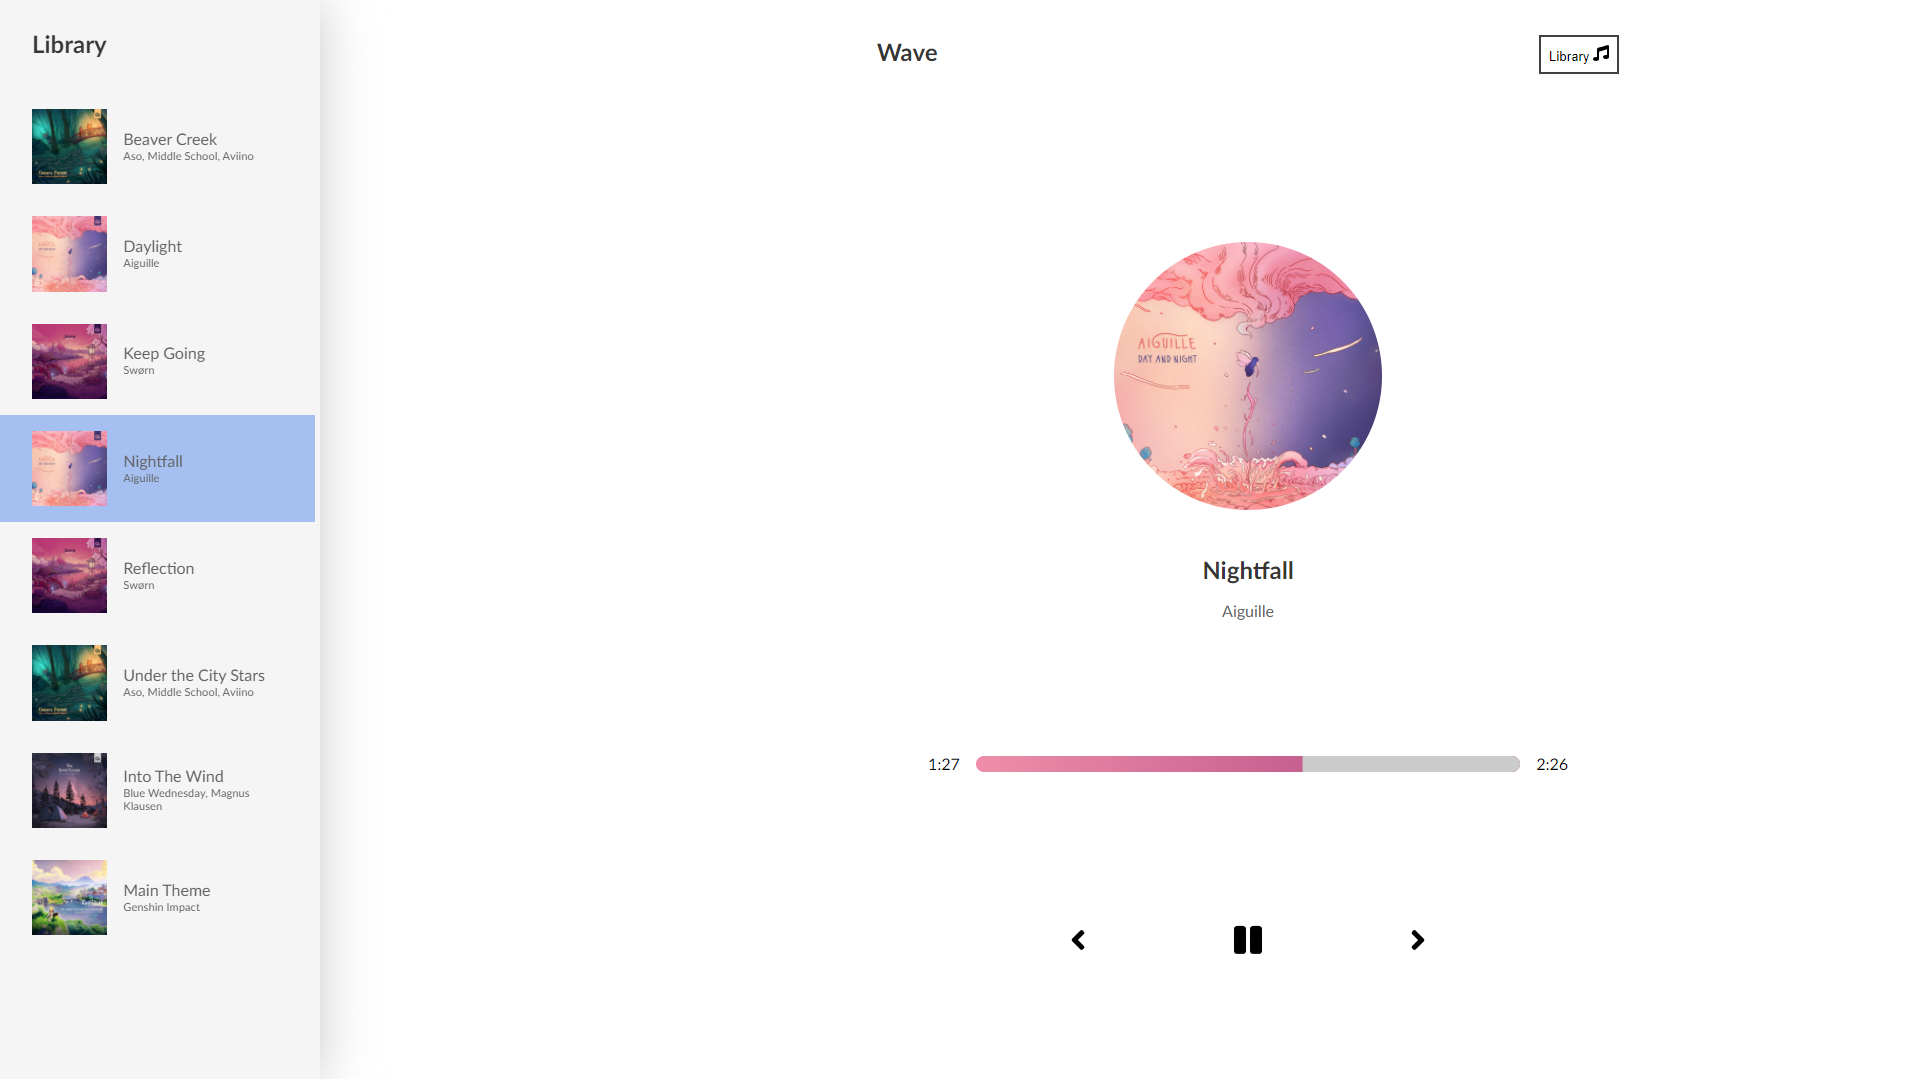 Library
Beaver Creek
Aso, Middle School, Aviino
Daylight
Aiguille
Keep Going
Swørn
Nightfall
Aiguille
Reflection
Swørn
Under the City Stars
Aso, Middle School, Aviino
Into The Wind
Blue Wednesday, Magnus
Klausen
Main Theme
Genshin Impact
Wave
Library
AIGUILLE
DAY AND NIGHT
Nightfall
Aiguille
1:27
2:26